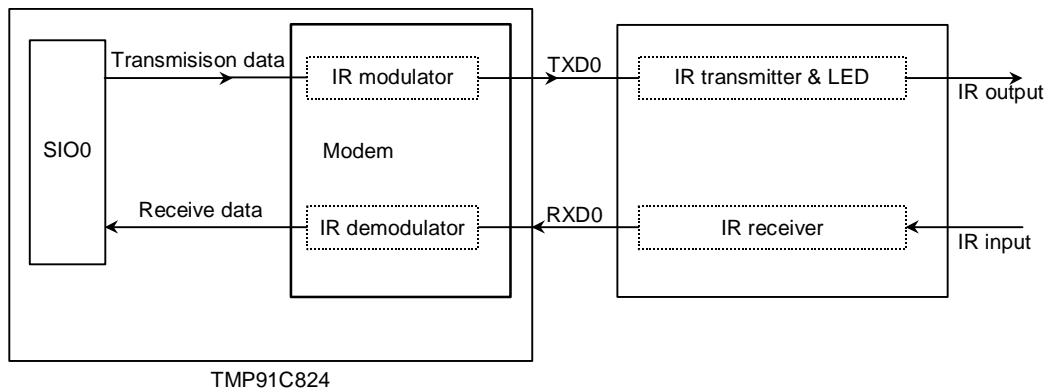 Transmisison data
IR modulator
TXD0
IR transmitter & LED
IR output
SIO0
Modem
Receive data
IR demodulator
RXD0
IR receiver
IR input
TMP91C824